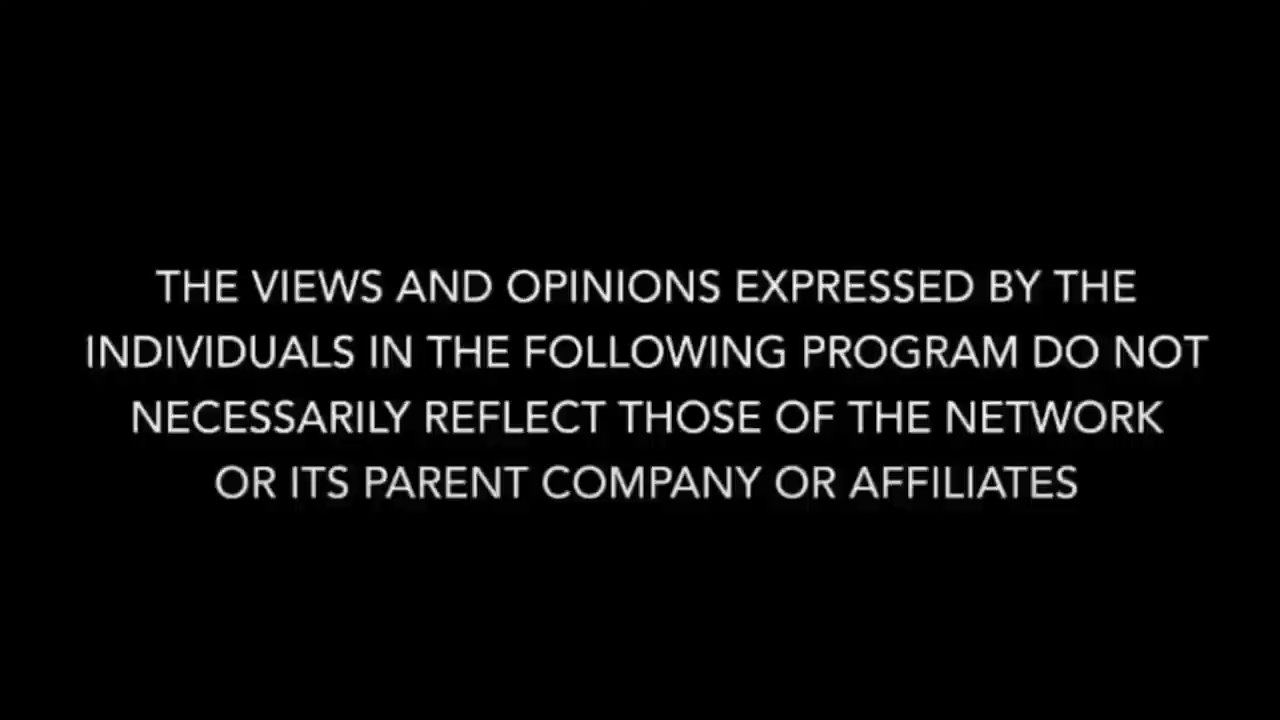 THE VIEWS AND OPINIONS EXPRESSED BY THE
INDIVIDUALS IN THE FOLLOWING PROGRAM DO NOT
NECESSARILY REFLECT THOSE OF THE NETWORK
OR ITS PARENT COMPANY OR AFFILIATES